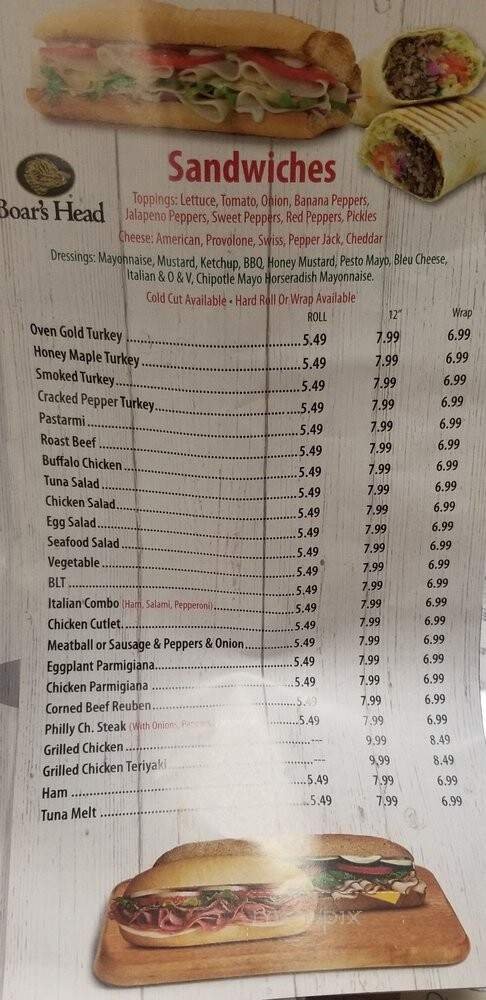 Boar's Head
Sandwiches
Toppings: Lettuce, Tomato, Onion, Banana Peppers,
Jalapeno Peppers, Sweet Peppers, Red Peppers, Pickles
Cheese: American, Provolone, Swiss, Pepper Jack, Cheddar
Dressings: Mayonnaise, Mustard, Ketchup, BBQ, Honey Mustard, Pesto Mayo, Bleu Cheese,
Italian & O & V, Chipotle Mayo Horseradish Mayonnaise.
Cold Cut Available • Hard Roll Or Wrap Available
ROLL 12" Wrap
Oven Gold Turkey 5.49 7.99 6.99
Honey Maple Turkey 5.49 7.99 6.99
Smoked Turkey 5.49 7.99 6.99
Cracked Pepper Turkey 5.49 7.99 6.99
Pastarmi 5.49 7.99 6.99
Roast Beef 5.49 7.99 6.99
Buffalo Chicken 5.49 7.99 6.99
Tuna Salad 5.49 7.99 6.99
Chicken Salad 5.49 7.99 6.99
Egg Salad 5.49 7.99 6.99
Seafood Salad 5.49 7.99 6.99
Vegetable 5.49 7.99 6.99
BLT 5.49 7.99 6.99
Italian Combo (Ham, Salami, Pepperoni) 5.49 7.99 6.99
Chicken Cutlet 5.49 7.99 6.99
Meatball or Sausage & Peppers & Onion 5.49 7.99 6.99
Eggplant Parmigiana 5.49 7.99 6.99
Chicken Parmigiana 5.49 7.99 6.99
Corned Beef Reuben 5.49 7.99 6.99
Philly Ch. Steak (With Onions, 5.49 7.99 6.99
Grilled Chicken --- 9.99 8.49
Grilled Chicken Teriyaki --- 9.99 8.49
Ham 5.49 7.99 6.99
Tuna Melt 5.49 7.99 6.99